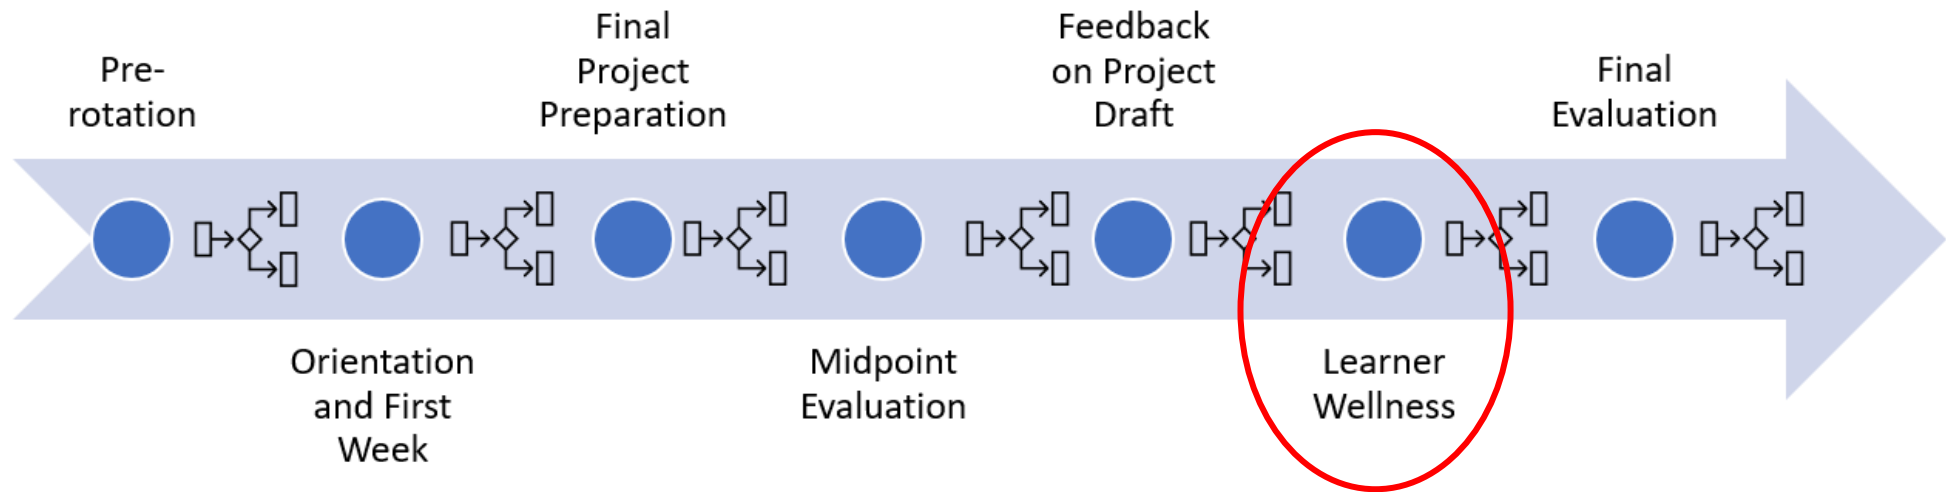 Pre-
rotation
Orientation
and First
Week
Final
Project
Preparation
Midpoint
Evaluation
Feedback
on Project
Draft
Learner
Wellness
Final
Evaluation